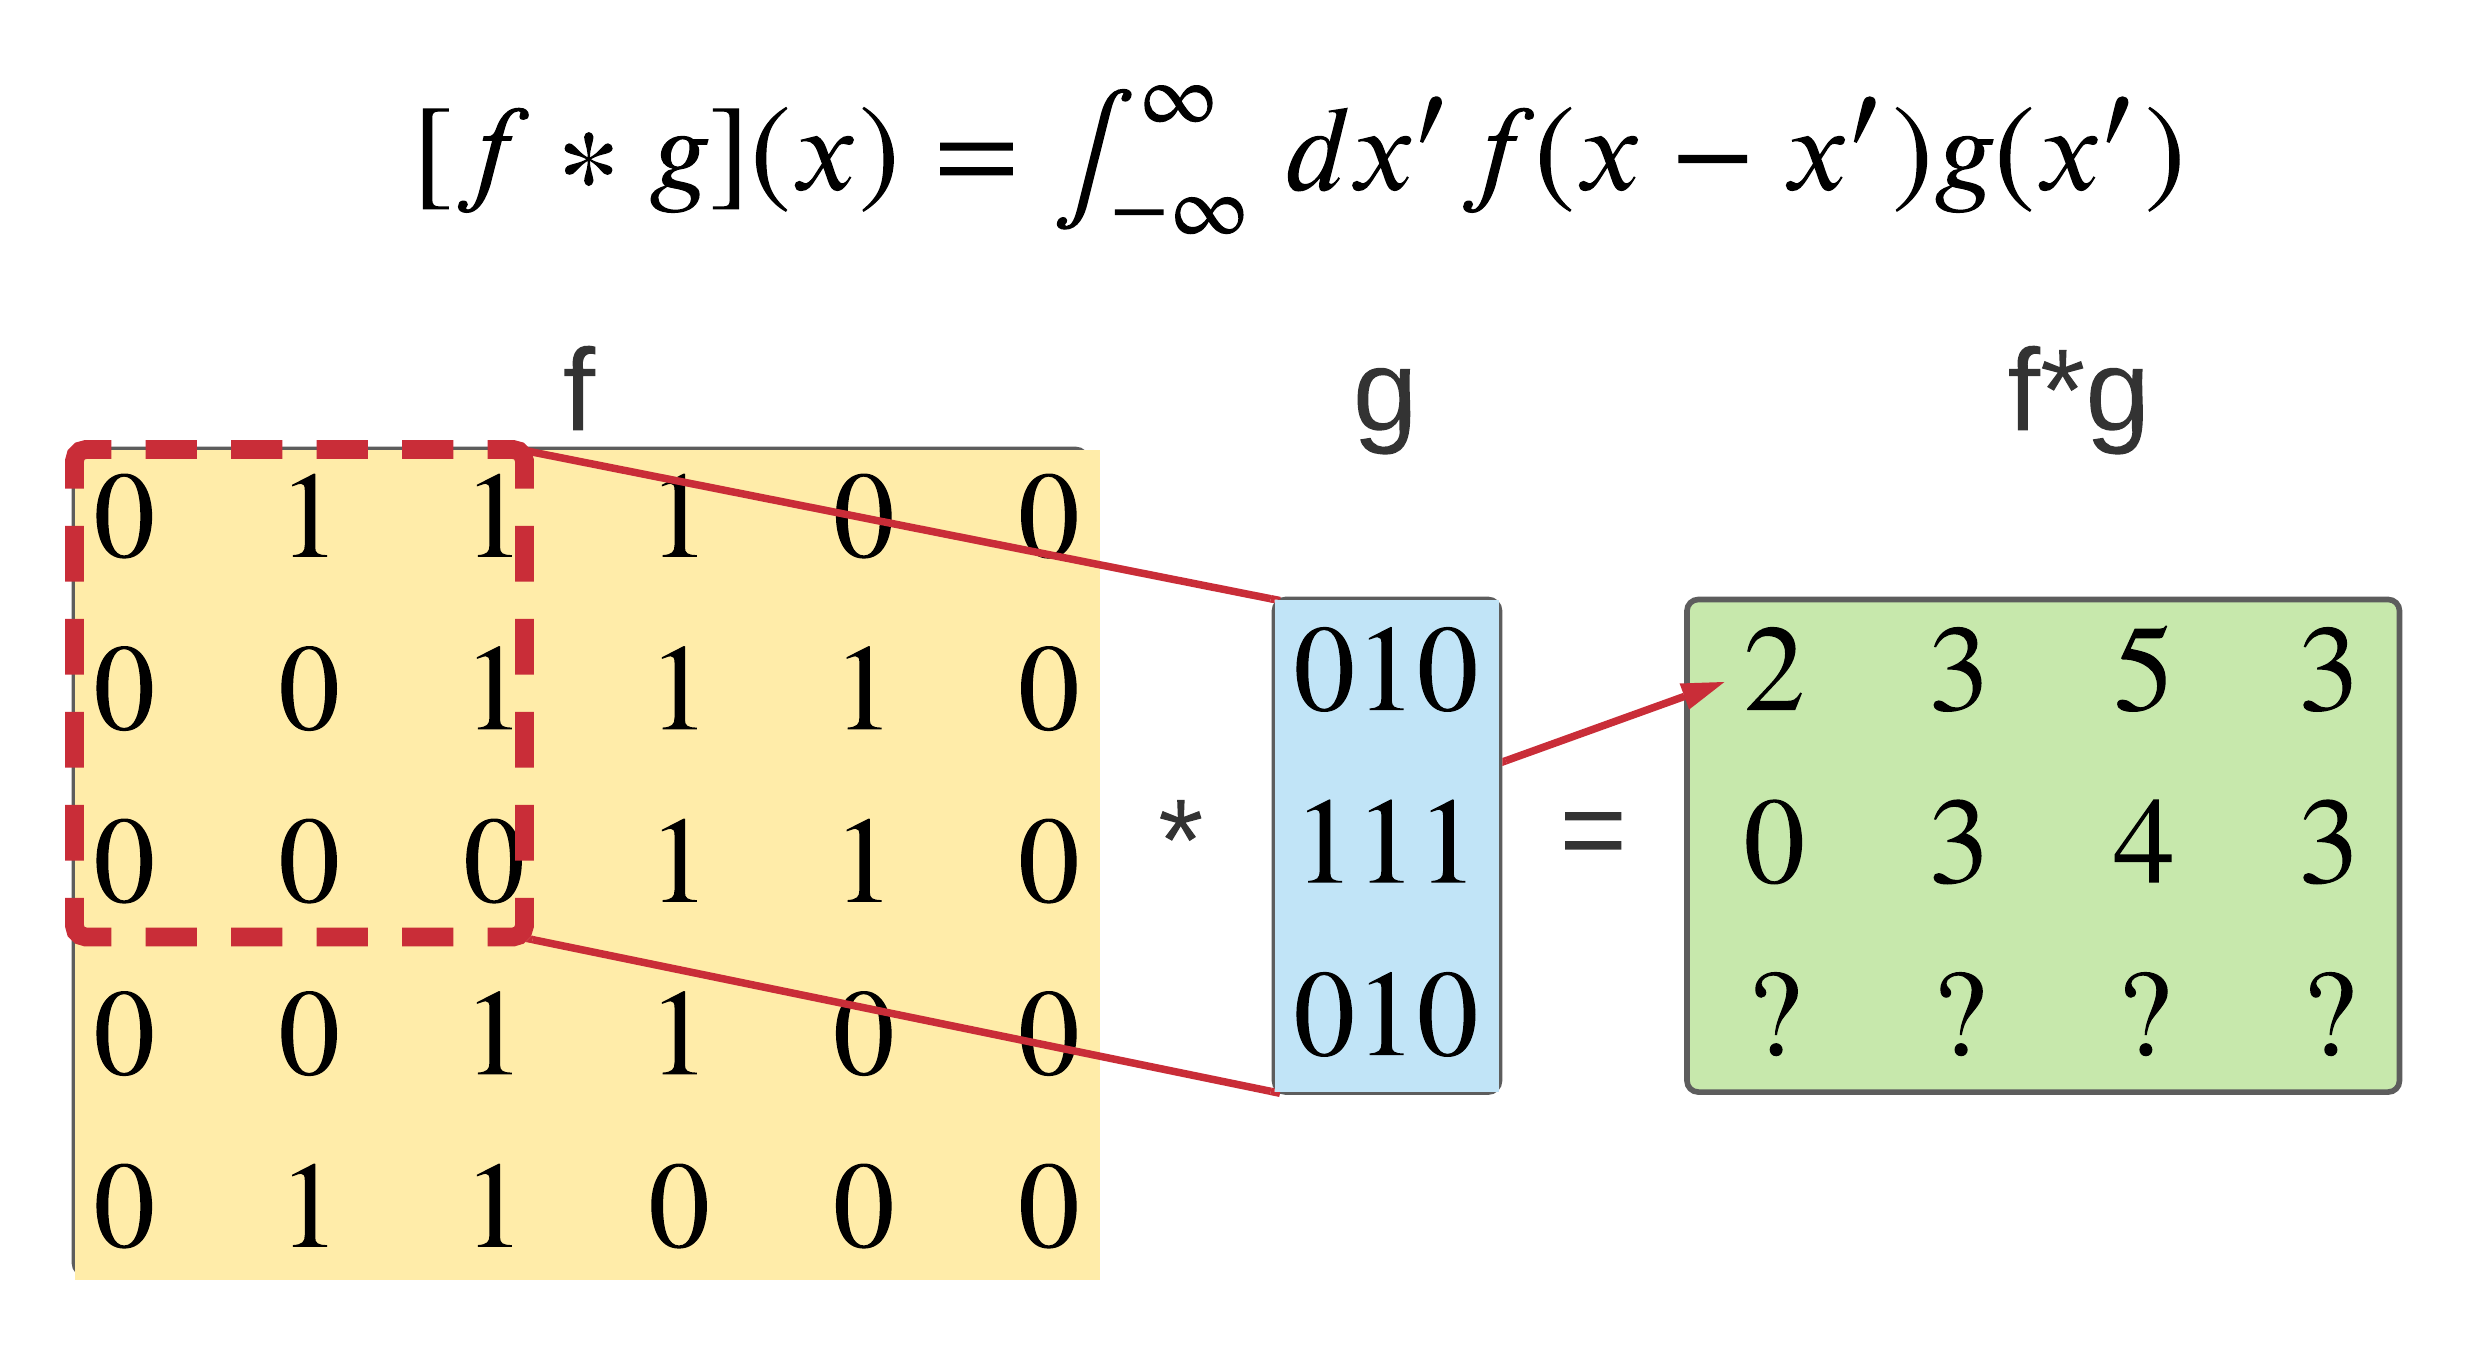 [f ∗ g](x) = ∫_{−∞}^{∞} dx′ f(x − x′)g(x′)
f g f*g
0 1 1 1 0 0
0 0 1 1 1 0
0 0 0 1 1 0
0 0 1 1 0 0
0 1 1 0 0 0
*
010
111
010
=
2 3 5 3
0 3 4 3
? ? ? ?